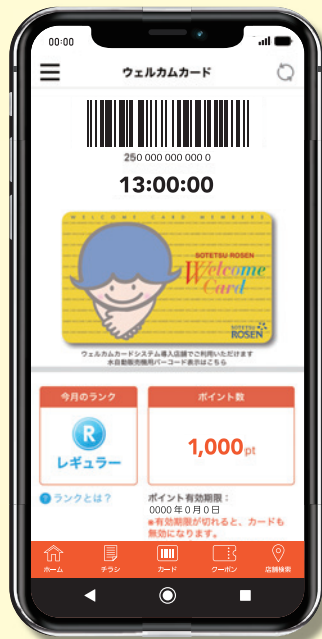 00:00
ウェルカムカード
250 000 000 000 0
13:00:00
WELCOME CARD MEMBERS
SOTETSU ROSEN
Welcome
Card
SOTETSU
ROSEN
ウェルカムカードシステム導入店舗でご利用いただけます
水自動販売機用バーコード表示はこちら
今月のランク
ポイント数
R
レギュラー
1,000pt
? ランクとは？
ポイント有効期限：
0000年0月0日
※有効期限が切れると、カードも
無効になります。
ホーム
チラシ
カード
クーポン
店舗検索